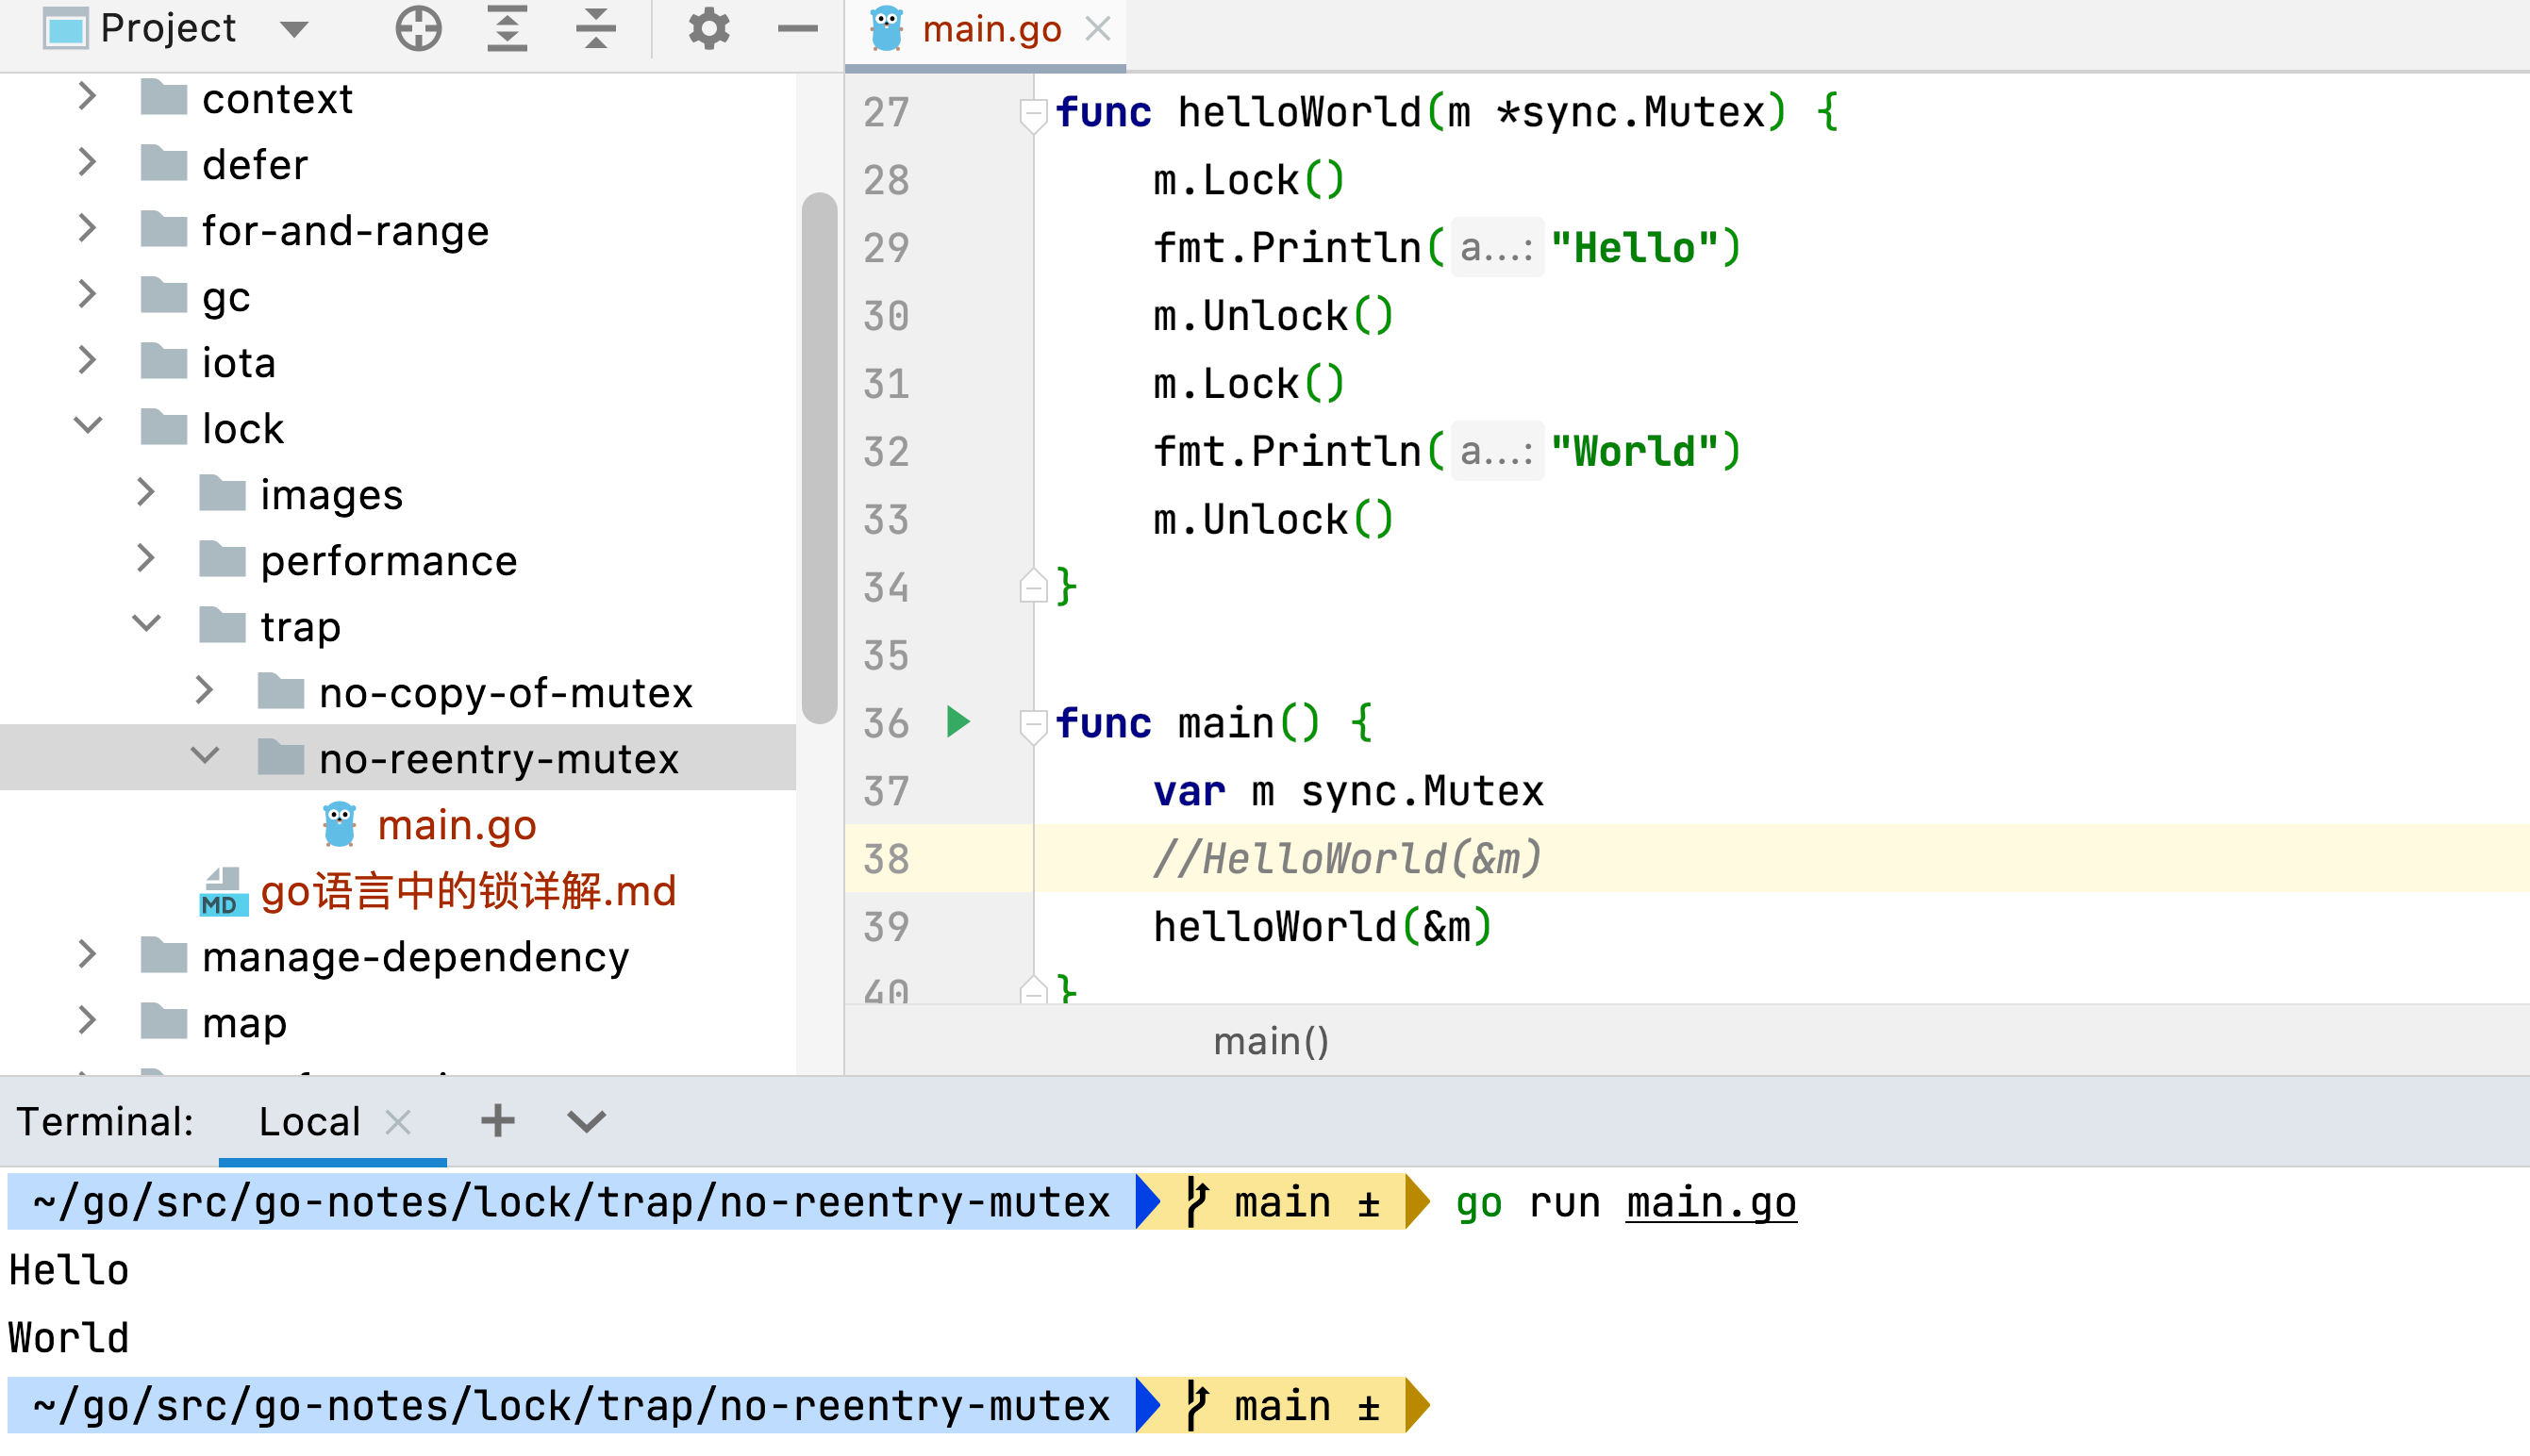 Project
context
defer
for-and-range
gc
iota
lock
images
performance
trap
no-copy-of-mutex
no-reentry-mutex
main.go
MD go语言中的锁详解.md
manage-dependency
map
main.go
27 func helloWorld(m *sync.Mutex) {
28 m.Lock()
29 fmt.Println( a...: "Hello")
30 m.Unlock()
31 m.Lock()
32 fmt.Println( a...: "World")
33 m.Unlock()
34 }
35
36 func main() {
37 var m sync.Mutex
38 //HelloWorld(&m)
39 helloWorld(&m)
40 }
main()
Terminal: Local
~/go/src/go-notes/lock/trap/no-reentry-mutex main ± go run main.go
Hello
World
~/go/src/go-notes/lock/trap/no-reentry-mutex main ±